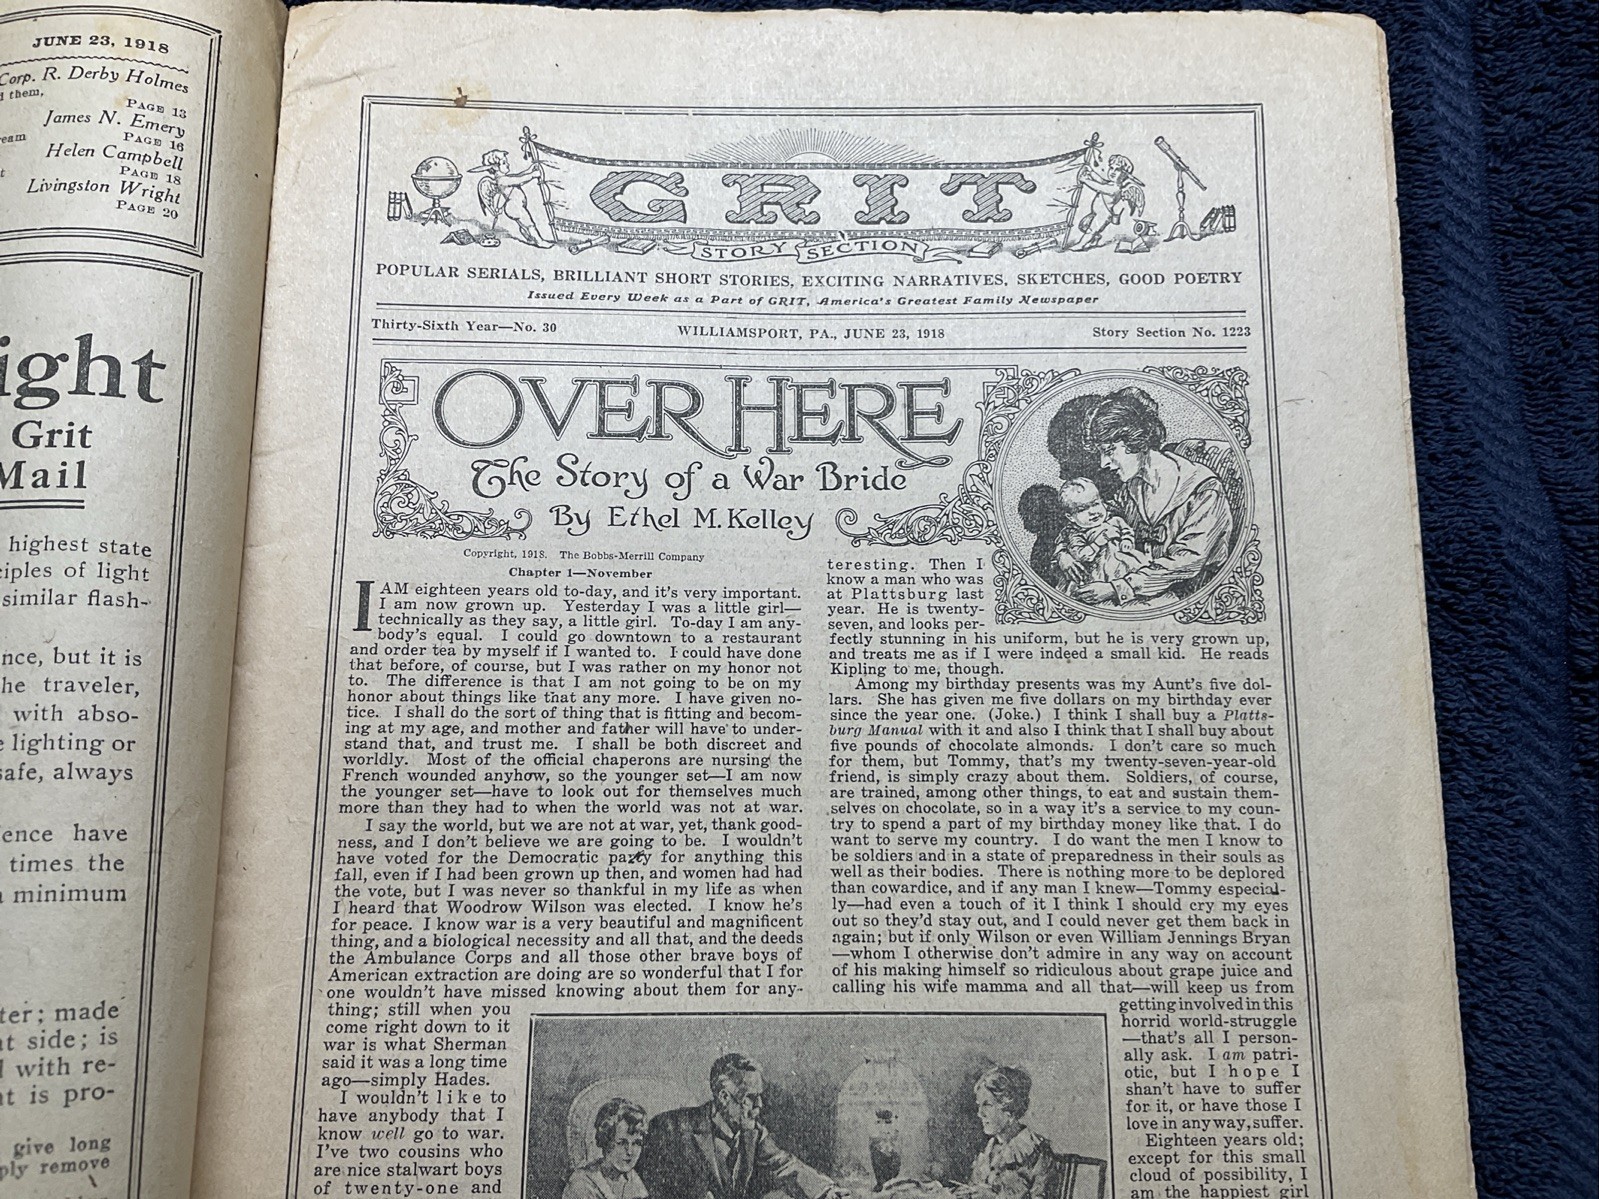 JUNE 23, 1918
Corp. R. Derby Holmes
d them,
PAGE 13
James N. Emery
eam
PAGE 16
Helen Campbell
t
PAGE 18
Livingston Wright
PAGE 20
ight
Grit
Mail
highest state
ciples of light
similar flash-
nce, but it is
he traveler,
with abso-
e lighting or
safe, always
ence have
times the
minimum
ter; made
at side; is
d with re-
nt is pro-
give long
ply remove
GRIT
STORY SECTION
POPULAR SERIALS, BRILLIANT SHORT STORIES, EXCITING NARRATIVES. SKETCHES, GOOD POETRY
Issued Every Week as a Part of GRIT, America's Greatest Family Newspaper
Thirty-Sixth Year—No. 30
WILLIAMSPORT, PA., JUNE 23, 1918
Story Section No. 1223
OVER HERE
The Story of a War Bride
By Ethel M. Kelley
Copyright, 1918. The Bobbs-Merrill Company
Chapter 1—November
I AM eighteen years old to-day, and it's very important.
I am now grown up. Yesterday I was a little girl—
technically as they say, a little girl. To-day I am any-
body's equal. I could go downtown to a restaurant
and order tea by myself if I wanted to. I could have done
that before, of course, but I was rather on my honor not
to. The difference is that I am not going to be on my
honor about things like that any more. I have given no-
tice. I shall do the sort of thing that is fitting and becom-
ing at my age, and mother and father will have to under-
stand that, and trust me. I shall be both discreet and
worldly. Most of the official chaperons are nursing the
French wounded anyhow, so the younger set—I am now
the younger set—have to look out for themselves much
more than they had to when the world was not at war.
I say the world, but we are not at war, yet, thank good-
ness, and I don't believe we are going to be. I wouldn't
have voted for the Democratic party for anything this
fall, even if I had been grown up then, and women had had
the vote, but I was never so thankful in my life as when
I heard that Woodrow Wilson was elected. I know he's
for peace. I know war is a very beautiful and magnificent
thing, and a biological necessity and all that, and the deeds
the Ambulance Corps and all those other brave boys of
American extraction are doing are so wonderful that I for
one wouldn't have missed knowing about them for any-
thing; still when you
come right down to it
war is what Sherman
said it was a long time
ago—simply Hades.
I wouldn't like to
have anybody that I
know well go to war.
I've two cousins who
are nice stalwart boys
of twenty-one and
teresting. Then I
know a man who was
at Plattsburg last
year. He is twenty-
seven, and looks per-
fectly stunning in his uniform, but he is very grown up,
and treats me as if I were indeed a small kid. He reads
Kipling to me, though.
Among my birthday presents was my Aunt's five dol-
lars. She has given me five dollars on my birthday ever
since the year one. (Joke.) I think I shall buy a Platts-
burg Manual with it and also I think that I shall buy about
five pounds of chocolate almonds. I don't care so much
for them, but Tommy, that's my twenty-seven-year-old
friend, is simply crazy about them. Soldiers, of course,
are trained, among other things, to eat and sustain them-
selves on chocolate, so in a way it's a service to my coun-
try to spend a part of my birthday money like that. I do
want to serve my country. I do want the men I know to
be soldiers and in a state of preparedness in their souls as
well as their bodies. There is nothing more to be deplored
than cowardice, and if any man I knew—Tommy especial-
ly—had even a touch of it I think I should cry my eyes
out so they'd stay out, and I could never get them back in
again; but if only Wilson or even William Jennings Bryan
—whom I otherwise don't admire in any way on account
of his making himself so ridiculous about grape juice and
calling his wife mamma and all that—will keep us from
getting involved in this
horrid world-struggle
—that's all I person-
ally ask. I am patri-
otic, but I hope I
shan't have to suffer
for it, or have those I
love in any way, suffer.
Eighteen years old;
except for this small
cloud of possibility, I
am the happiest girl